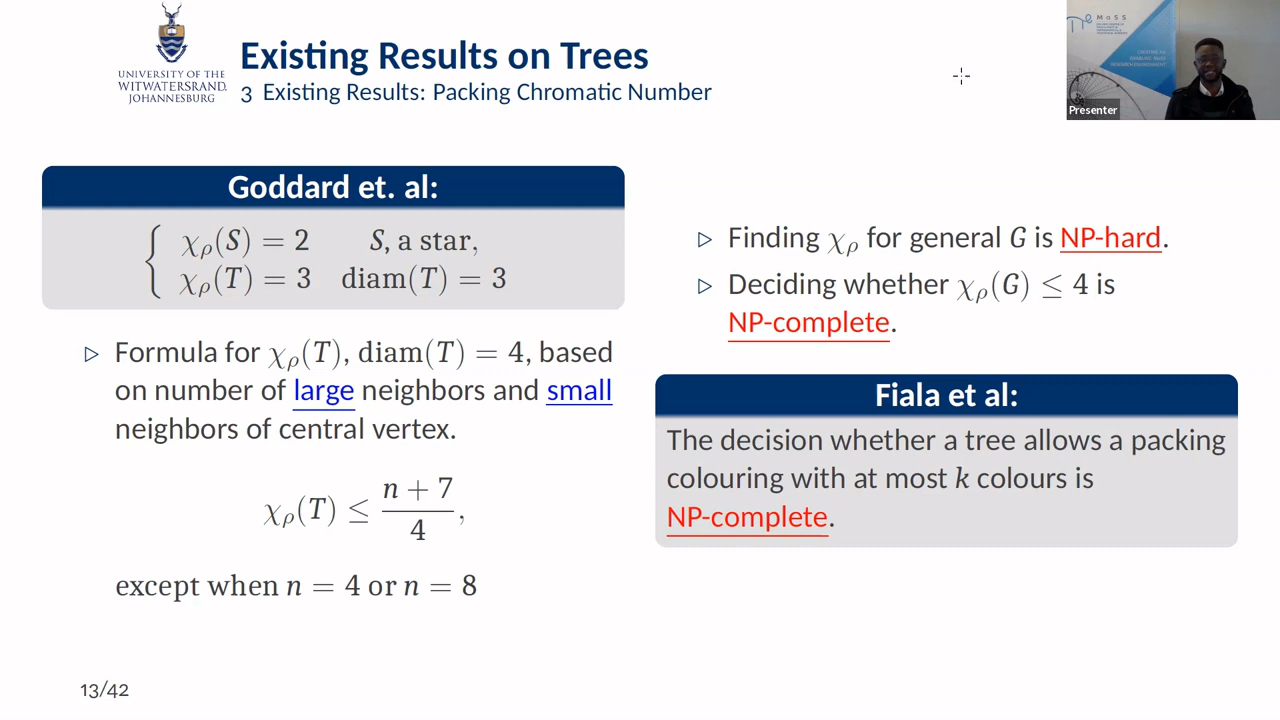 UNIVERSITY OF THE
WITWATERSRAND,
JOHANNESBURG
Existing Results on Trees
3 Existing Results: Packing Chromatic Number
MaSS
Presenter
Goddard et. al:
{ χρ(S) = 2 S, a star,
χρ(T) = 3 diam(T) = 3
▷ Formula for χρ(T), diam(T) = 4, based
on number of large neighbors and small
neighbors of central vertex.
χρ(T) ≤ n + 7
4,
except when n = 4 or n = 8
▷ Finding χρ for general G is NP-hard.
▷ Deciding whether χρ(G) ≤ 4 is
NP-complete.
Fiala et al:
The decision whether a tree allows a packing
colouring with at most k colours is
NP-complete.
13/42